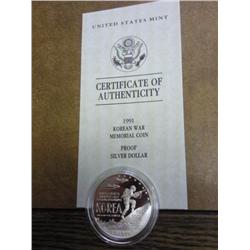 UNITED STATES MINT
CERTIFICATE OF
AUTHENTICITY
1991
KOREAN WAR
MEMORIAL COIN
PROOF
SILVER DOLLAR
KOREA